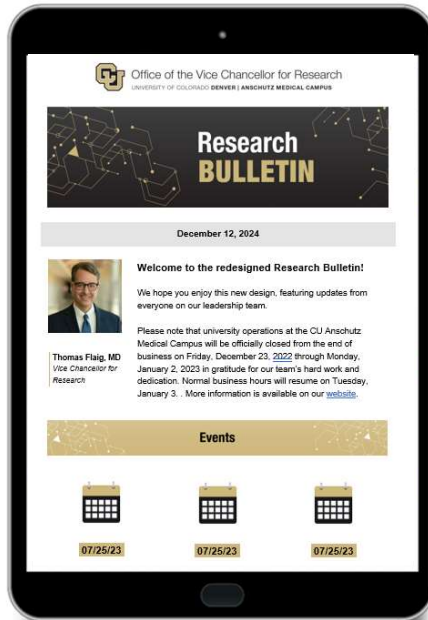 Office of the Vice Chancellor for Research
UNIVERSITY OF COLORADO DENVER | ANSCHUTZ MEDICAL CAMPUS
Research
BULLETIN
December 12, 2024
Welcome to the redesigned Research Bulletin!
We hope you enjoy this new design, featuring updates from
everyone on our leadership team.
Please note that university operations at the CU Anschutz
Medical Campus will be officially closed from the end of
business on Friday, December 23, 2022 through Monday,
January 2, 2023 in gratitude for our team's hard work and
dedication. Normal business hours will resume on Tuesday,
January 3. . More information is available on our website.
Thomas Flaig, MD
Vice Chancellor for
Research
Events
07/25/23
07/25/23
07/25/23